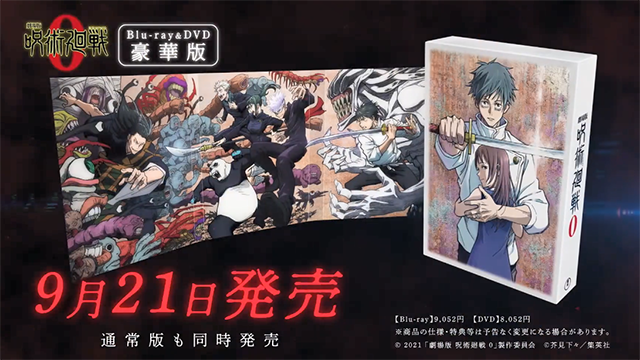 劇場版
呪術廻戦
0
Blu-ray&DVD
豪華版
劇場版
呪術廻戦
0
9月21日発売
通常版も同時発売
【Blu-ray】9,052円 【DVD】8,052円
※商品の仕様・特典等は予告なく変更になる場合があります。
© 2021「劇場版 呪術廻戦 0」製作委員会 ©芥見下々/集英社